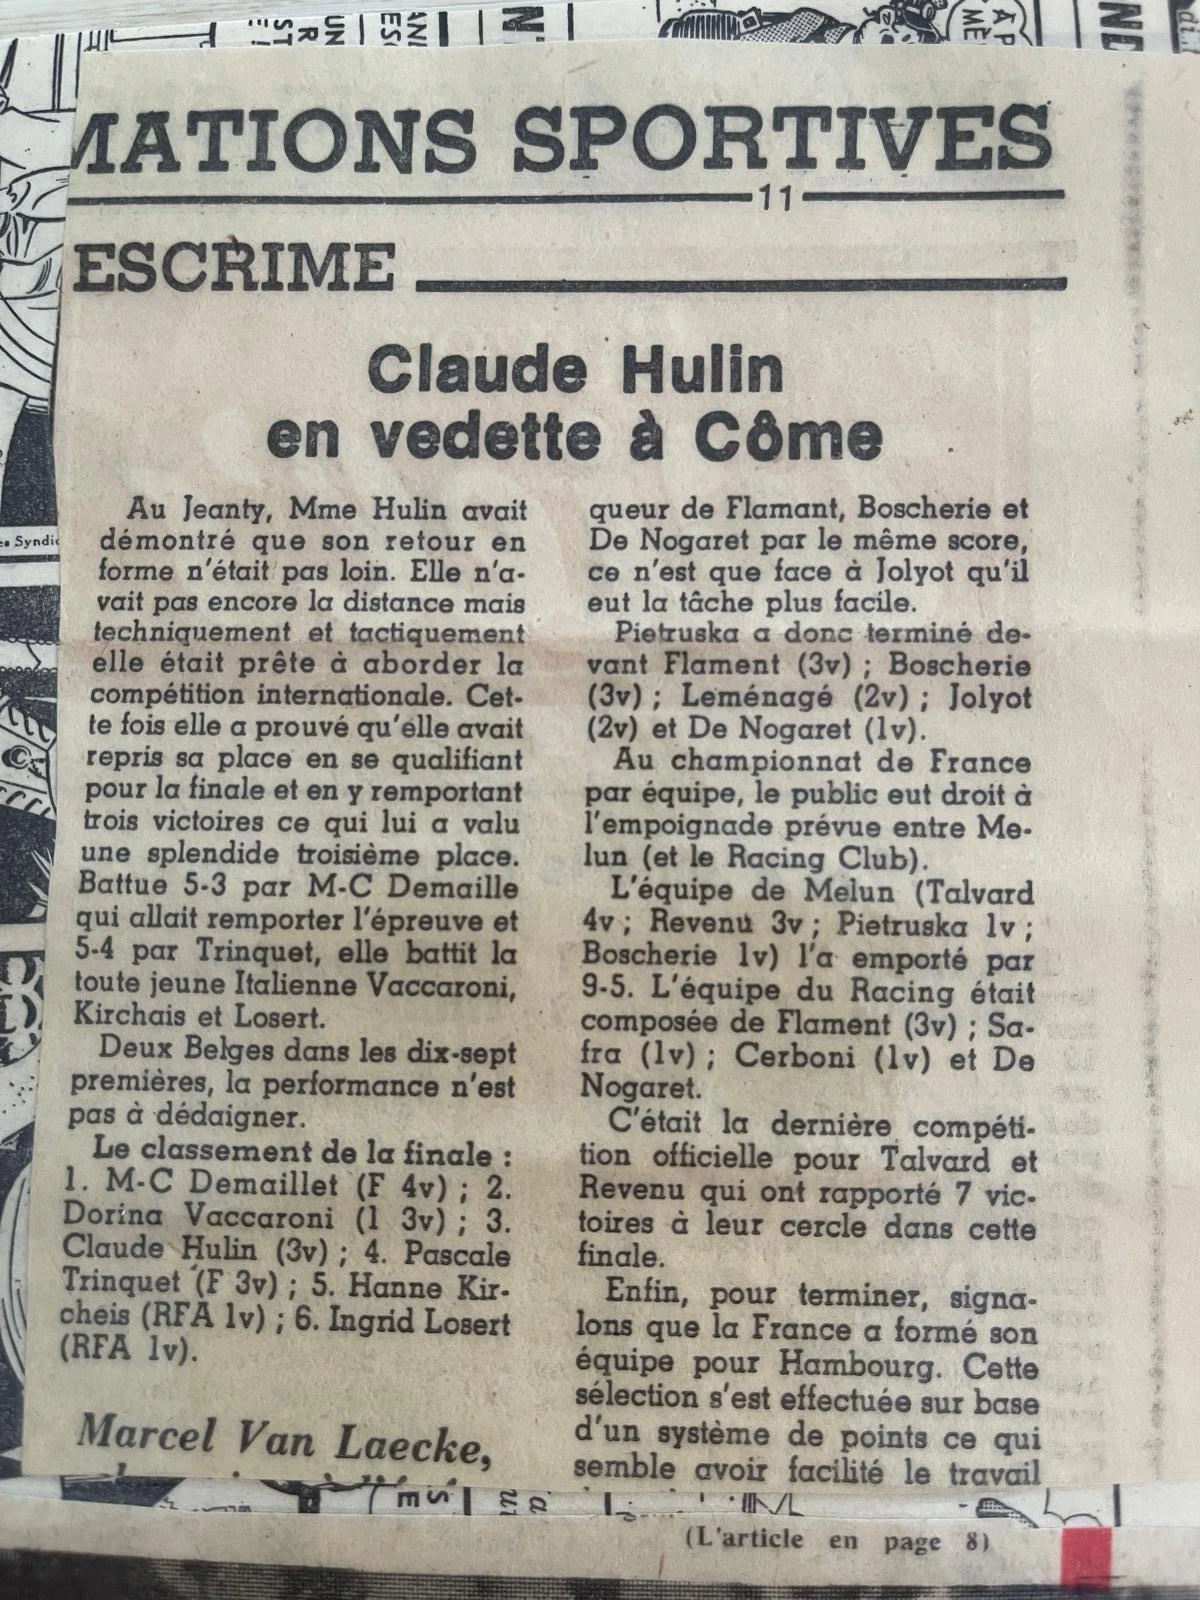 MATIONS SPORTIVES
11
ESCRIME
Claude Hulin
en vedette à Côme
Au Jeanty, Mme Hulin avait
démontré que son retour en
forme n'était pas loin. Elle n'a-
vait pas encore la distance mais
techniquement et tactiquement
elle était prête à aborder la
compétition internationale. Cet-
te fois elle a prouvé qu'elle avait
repris sa place en se qualifiant
pour la finale et en y remportant
trois victoires ce qui lui a valu
une splendide troisième place.
Battue 5-3 par M-C Demaille
qui allait remporter l'épreuve et
5-4 par Trinquet, elle battit la
toute jeune Italienne Vaccaroni,
Kirchais et Losert.
Deux Belges dans les dix-sept
premières, la performance n'est
pas à dédaigner.
Le classement de la finale :
1. M-C Demaillet (F 4v) ; 2.
Dorina Vaccaroni (1 3v) ; 3.
Claude Hulin (3v) ; 4. Pascale
Trinquet (F 3v) ; 5. Hanne Kir-
cheis (RFA 1v) ; 6. Ingrid Losert
(RFA 1v).
Marcel Van Laecke,
queur de Flamant, Boscherie et
De Nogaret par le même score,
ce n'est que face à Jolyot qu'il
eut la tâche plus facile.
Pietruska a donc terminé de-
vant Flament (3v) ; Boscherie
(3v) ; Leménagé (2v) ; Jolyot
(2v) et De Nogaret (1v).
Au championnat de France
par équipe, le public eut droit à
l'empoignade prévue entre Me-
lun (et le Racing Club).
L'équipe de Melun (Talvard
4v ; Revenu 3v ; Pietruska 1v ;
Boscherie 1v) l'a emporté par
9-5. L'équipe du Racing était
composée de Flament (3v) ; Sa-
fra (1v) ; Cerboni (1v) et De
Nogaret.
C'était la dernière compéti-
tion officielle pour Talvard et
Revenu qui ont rapporté 7 vic-
toires à leur cercle dans cette
finale.
Enfin, pour terminer, signa-
lons que la France a formé son
équipe pour Hambourg. Cette
sélection s'est effectuée sur base
d'un système de points ce qui
semble avoir facilité le travail
(L'article en page 8)